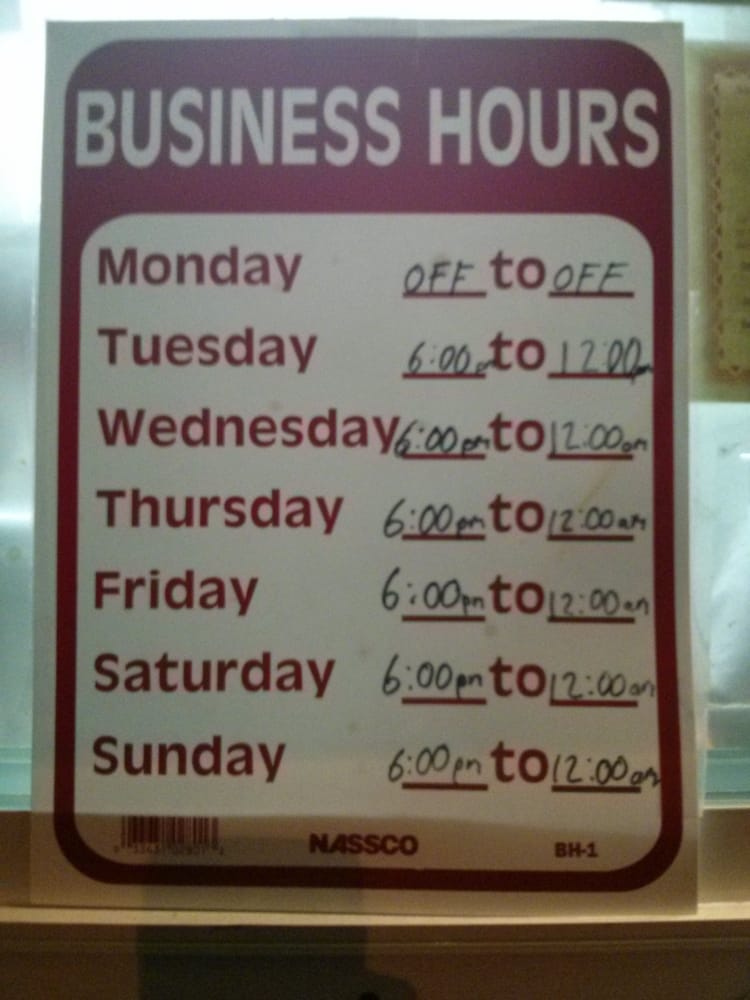 BUSINESS HOURS
Monday OFF to OFF
Tuesday 6:00 to 12:00
Wednesday 6:00pm to 12:00am
Thursday 6:00pm to 12:00am
Friday 6:00pm to 12:00am
Saturday 6:00pm to 12:00am
Sunday 6:00pm to 12:00am
NASSCO BH-1